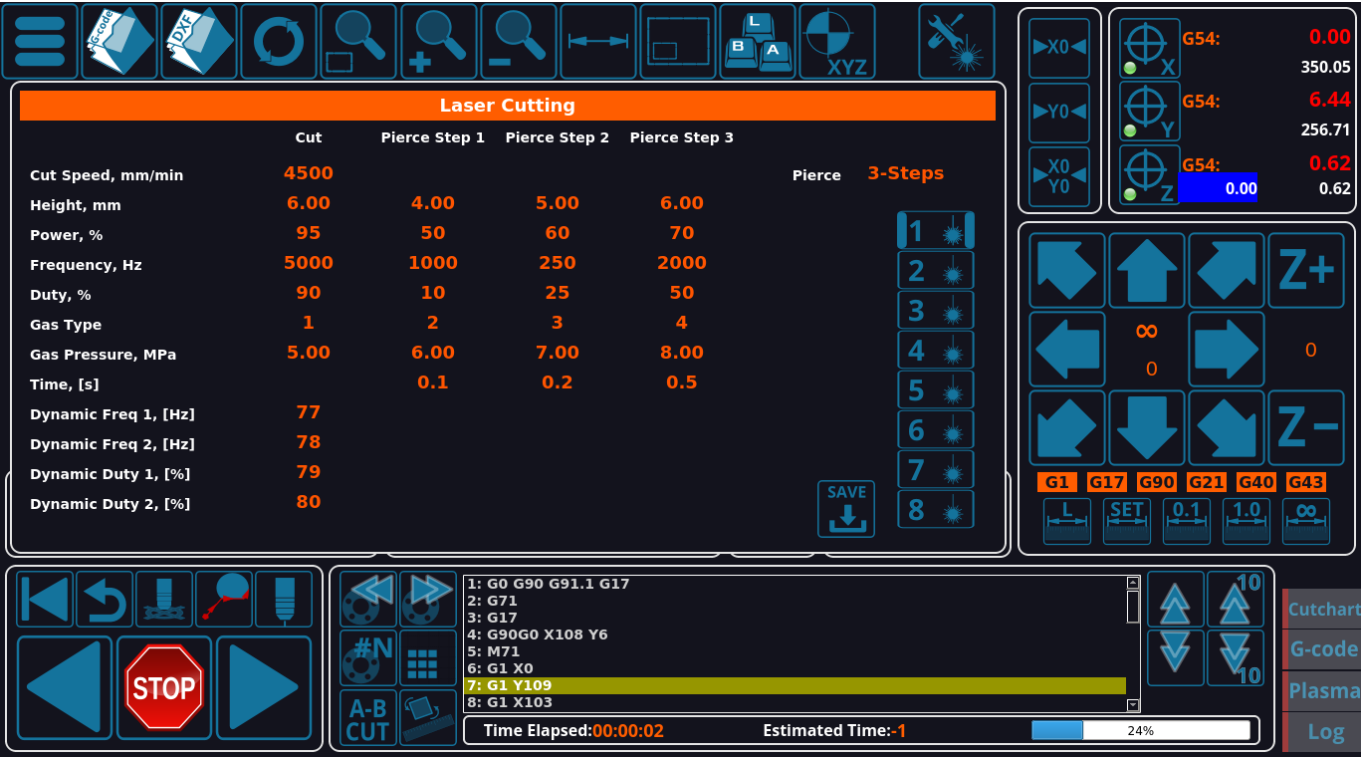 G-code DXF L B A XYZ
Laser Cutting
Cut Pierce Step 1 Pierce Step 2 Pierce Step 3
Cut Speed, mm/min 4500 Pierce 3-Steps
Height, mm 6.00 4.00 5.00 6.00
Power, % 95 50 60 70
Frequency, Hz 5000 1000 250 2000
Duty, % 90 10 25 50
Gas Type 1 2 3 4
Gas Pressure, MPa 5.00 6.00 7.00 8.00
Time, [s] 0.1 0.2 0.5
Dynamic Freq 1, [Hz] 77
Dynamic Freq 2, [Hz] 78
Dynamic Duty 1, [%] 79
Dynamic Duty 2, [%] 80
1
2
3
4
5
6
7
8
SAVE
X0
Y0
X0
Y0
X G54: 0.00
350.05
Y G54: 6.44
256.71
Z G54: 0.62
0.00 0.62
Z+
∞
0
0
Z-
G1 G17 G90 G21 G40 G43
L SET 0.1 1.0 ∞
STOP
#N
A-B
CUT
1: G0 G90 G91.1 G17
2: G71
3: G17
4: G90G0 X108 Y6
5: M71
6: G1 X0
7: G1 Y109
8: G1 X103
Time Elapsed:00:00:02 Estimated Time:-1 24%
10
10
Cutchart
G-code
Plasma
Log